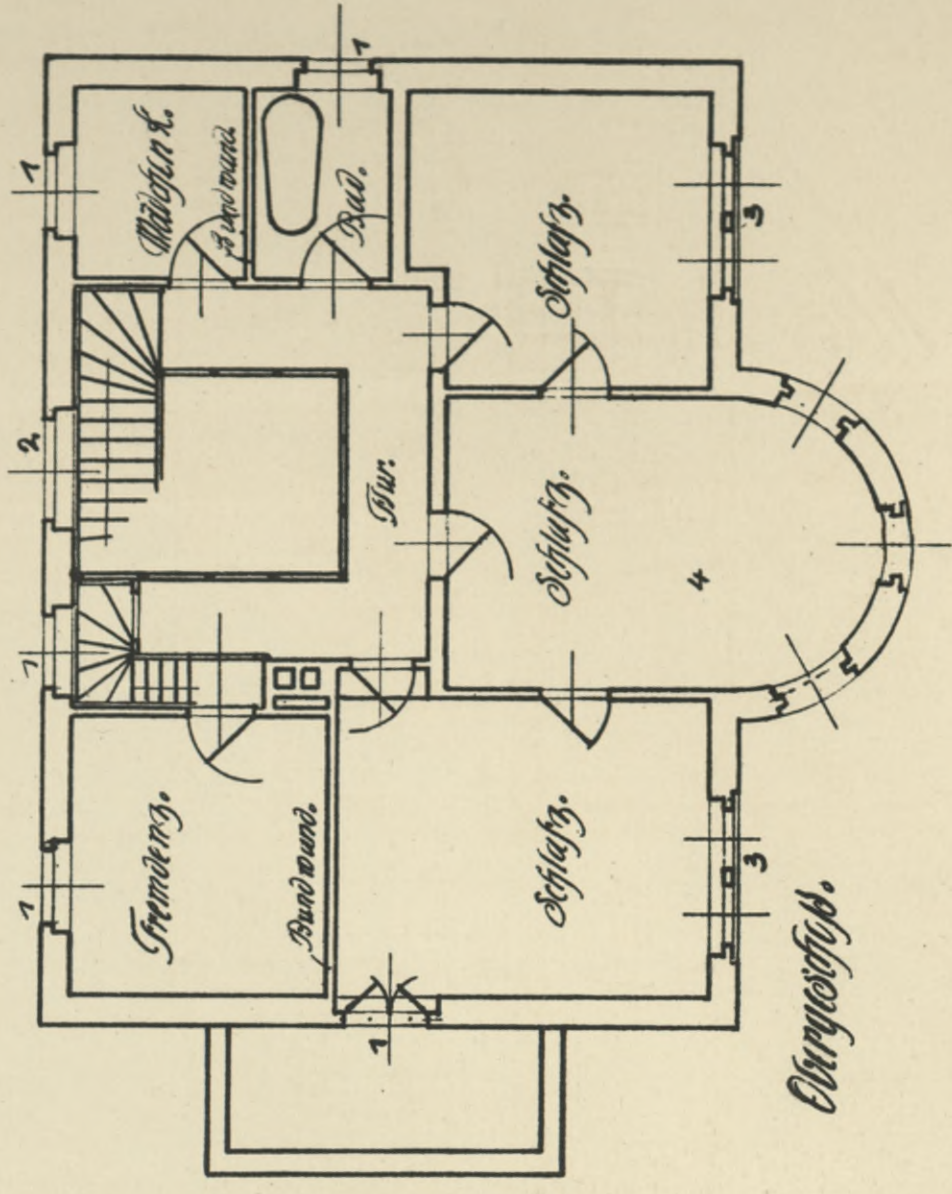 1 1 2 1
Fremdenz.
Mädchen K.
Bundwand.
Bundwand.
Bad.
1
Flur.
1
Schlafz. Schlafz. Schlafz.
4
3 3
Obergeschoß.